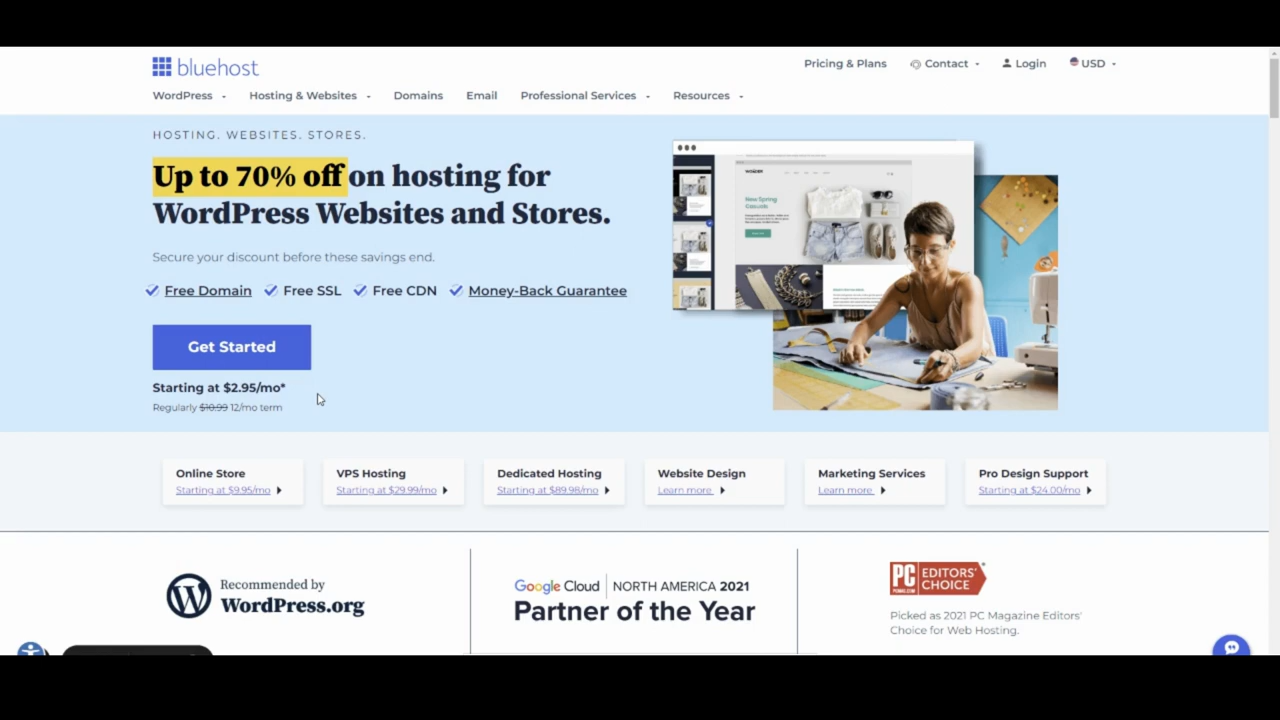 bluehost
Pricing & Plans Contact Login USD
WordPress Hosting & Websites Domains Email Professional Services Resources
HOSTING. WEBSITES. STORES.
Up to 70% off on hosting for
WordPress Websites and Stores.
Secure your discount before these savings end.
Free Domain Free SSL Free CDN Money-Back Guarantee
Get Started
Starting at $2.95/mo*
Regularly $10.99 12/mo term
New Spring
Online Store
Starting at $9.95/mo
VPS Hosting
Starting at $29.99/mo
Dedicated Hosting
Starting at $89.98/mo
Website Design
Learn more
Marketing Services
Learn more
Pro Design Support
Starting at $24.00/mo
Recommended by
WordPress.org
Google Cloud NORTH AMERICA 2021
Partner of the Year
PC
EDITORS'
CHOICE
Picked as 2021 PC Magazine Editors'
Choice for Web Hosting.